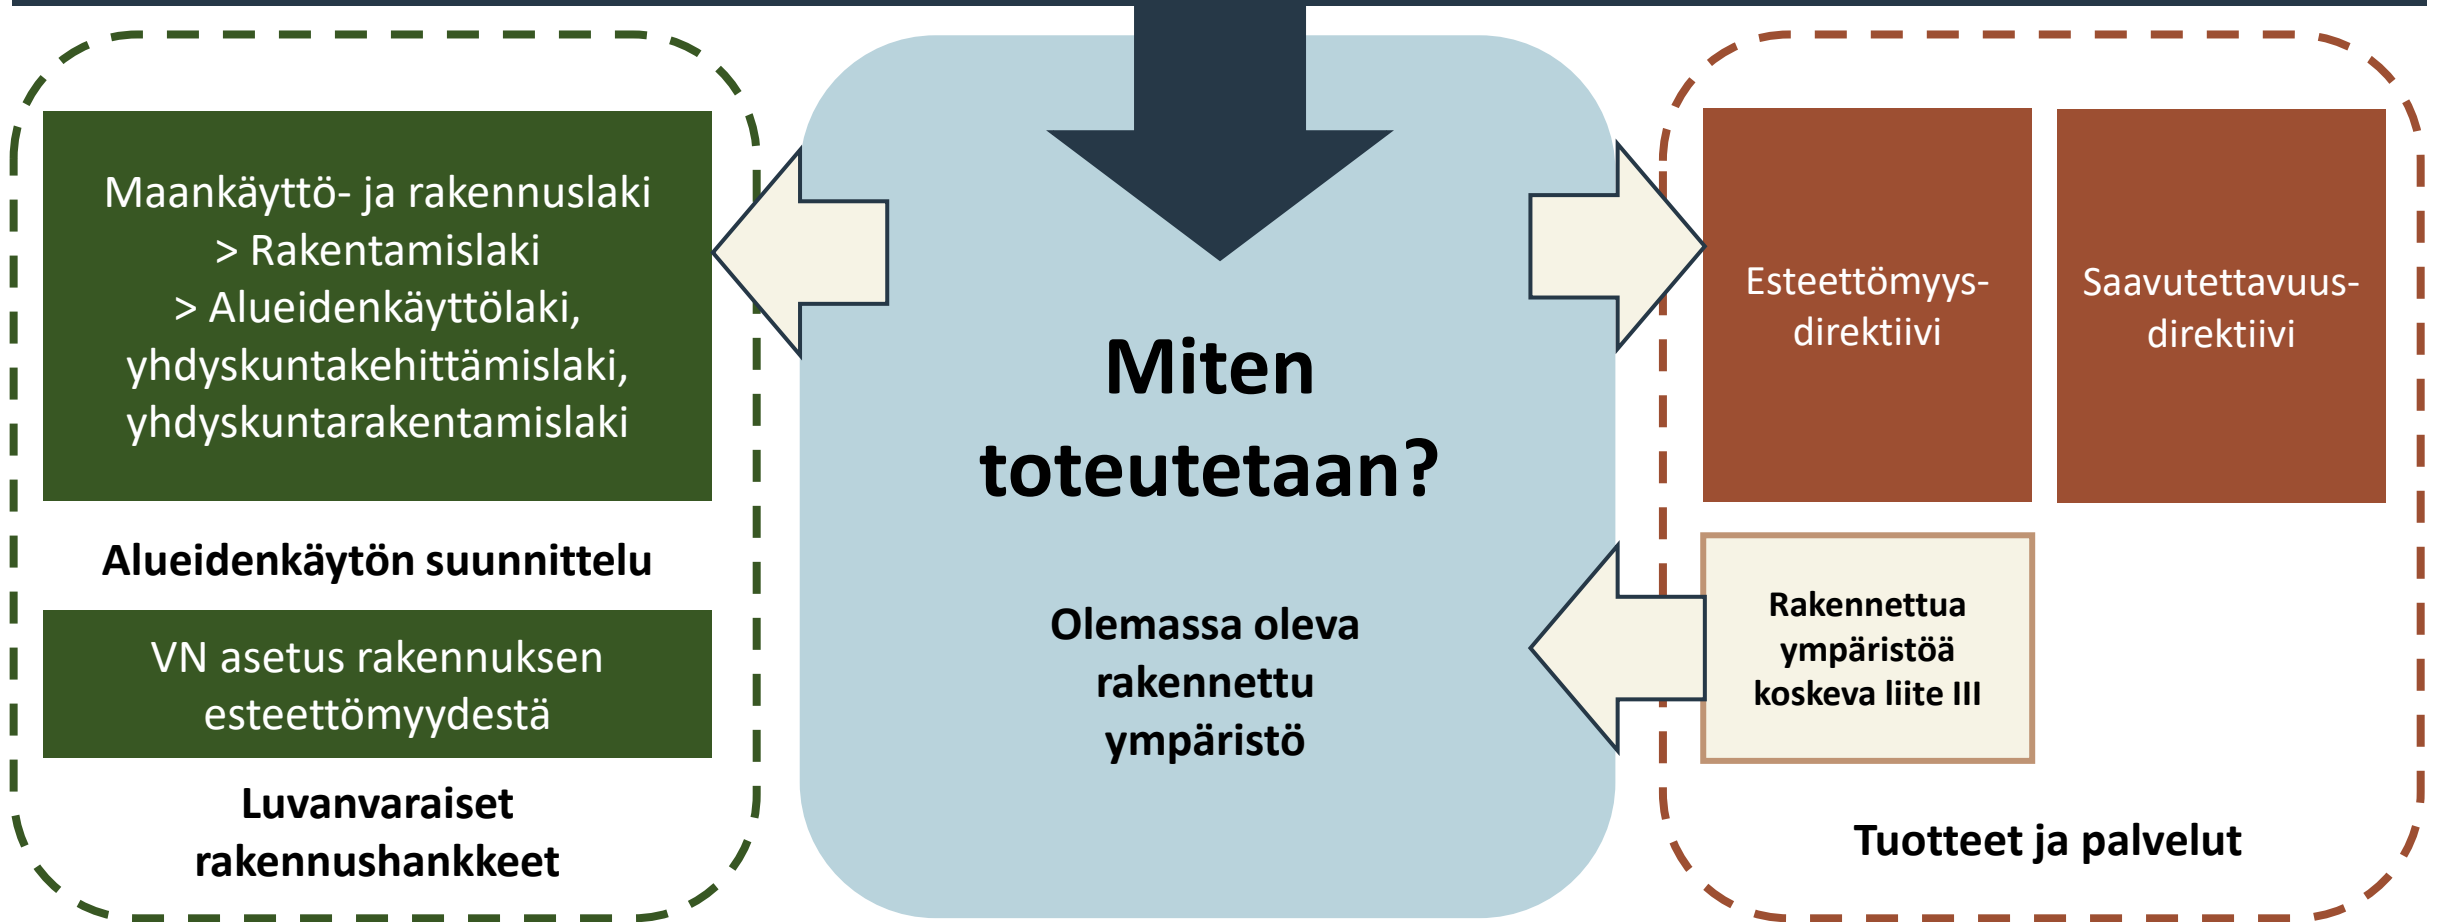 Maankäyttö- ja rakennuslaki
> Rakentamislaki
> Alueidenkäyttölaki,
yhdyskuntakehittämislaki,
yhdyskuntarakentamislaki
Alueidenkäytön suunnittelu
VN asetus rakennuksen
esteettömyydestä
Luvanvaraiset
rakennushankkeet
Miten
toteutetaan?
Olemassa oleva
rakennettu
ympäristö
Esteettömyys-
direktiivi
Saavutettavuus-
direktiivi
Rakennettua
ympäristöä
koskeva liite III
Tuotteet ja palvelut